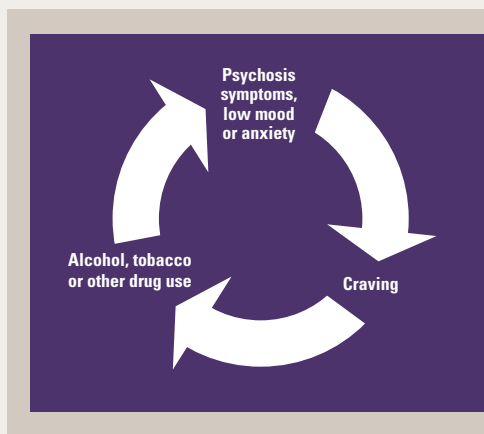 Psychosis
symptoms,
low mood
or anxiety
Craving
Alcohol, tobacco
or other drug use